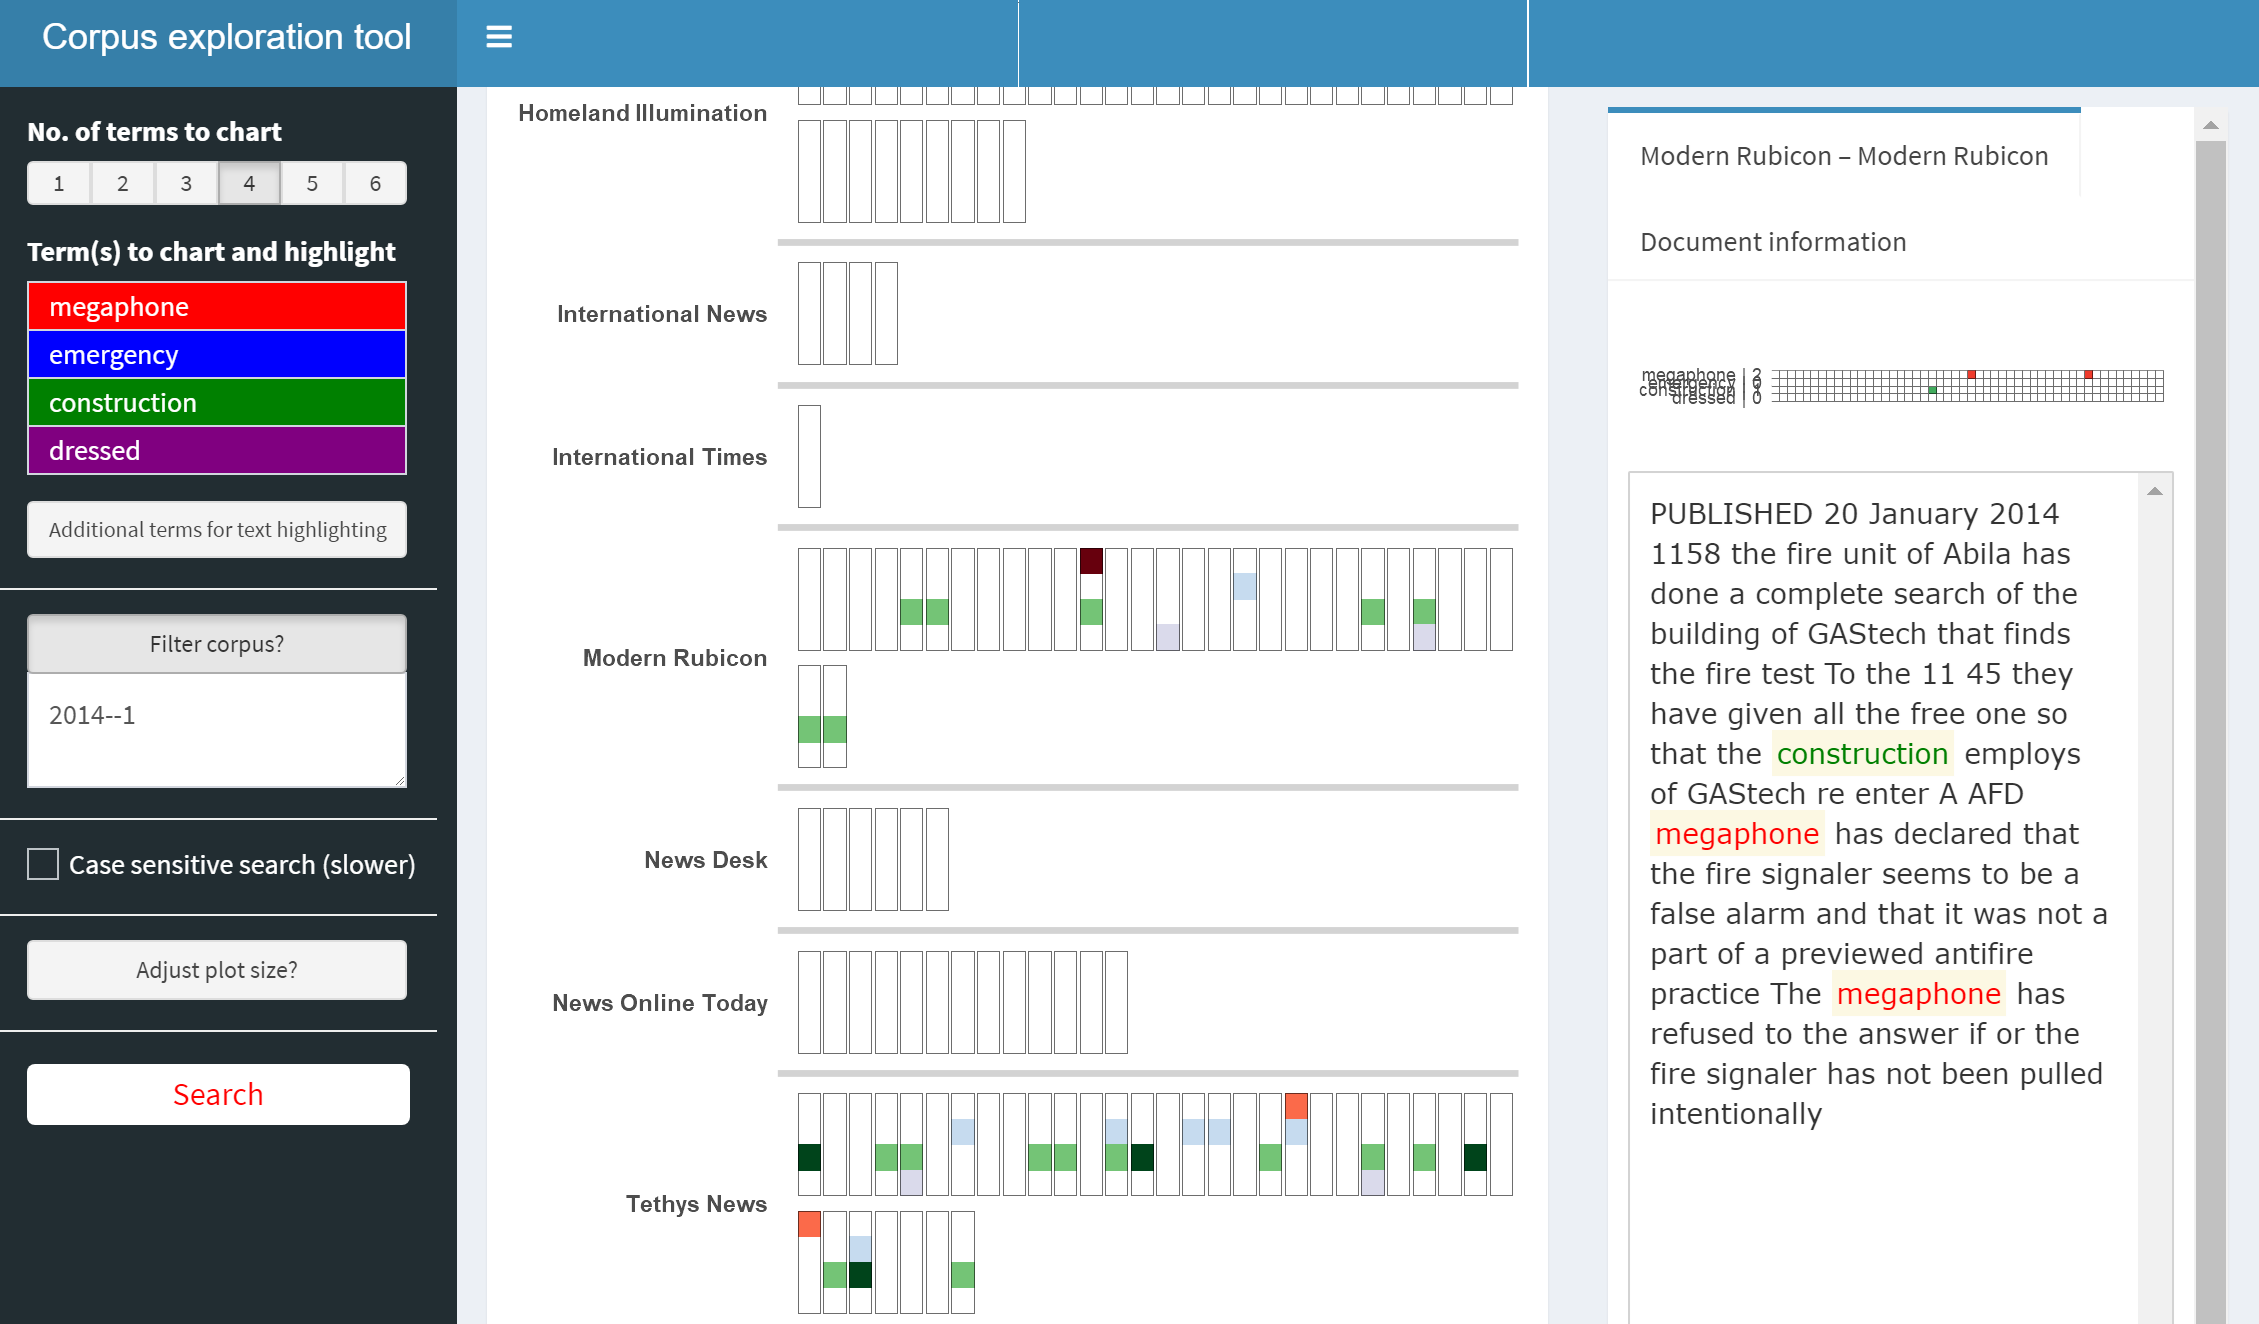 Corpus exploration tool
No. of terms to chart
1 2 3 4 5 6
Term(s) to chart and highlight
megaphone
emergency
construction
dressed
Additional terms for text highlighting
Filter corpus?
2014--1
Case sensitive search (slower)
Adjust plot size?
Search
Homeland Illumination
International News
International Times
Modern Rubicon
News Desk
News Online Today
Tethys News
Modern Rubicon – Modern Rubicon
Document information
megaphone | 2
emergency | 0
construction | 1
dressed | 0
PUBLISHED 20 January 2014
1158 the fire unit of Abila has
done a complete search of the
building of GAStech that finds
the fire test To the 11 45 they
have given all the free one so
that the construction employs
of GAStech re enter A AFD
megaphone has declared that
the fire signaler seems to be a
false alarm and that it was not a
part of a previewed antifire
practice The megaphone has
refused to the answer if or the
fire signaler has not been pulled
intentionally